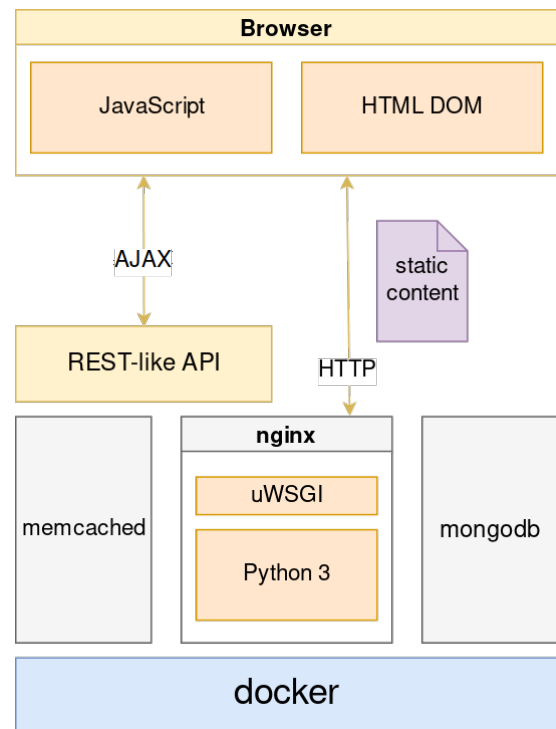 Browser
JavaScript
HTML DOM
AJAX
static
content
REST-like API
HTTP
nginx
uWSGI
memcached
mongodb
Python 3
docker